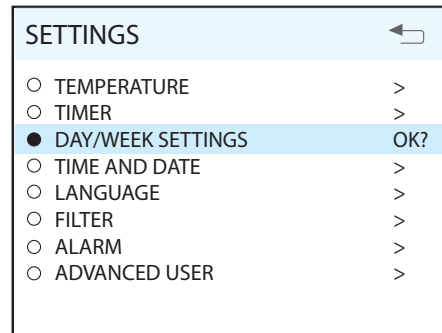 SETTINGS
TEMPERATURE >
TIMER >
DAY/WEEK SETTINGS OK?
TIME AND DATE >
LANGUAGE >
FILTER >
ALARM >
ADVANCED USER >